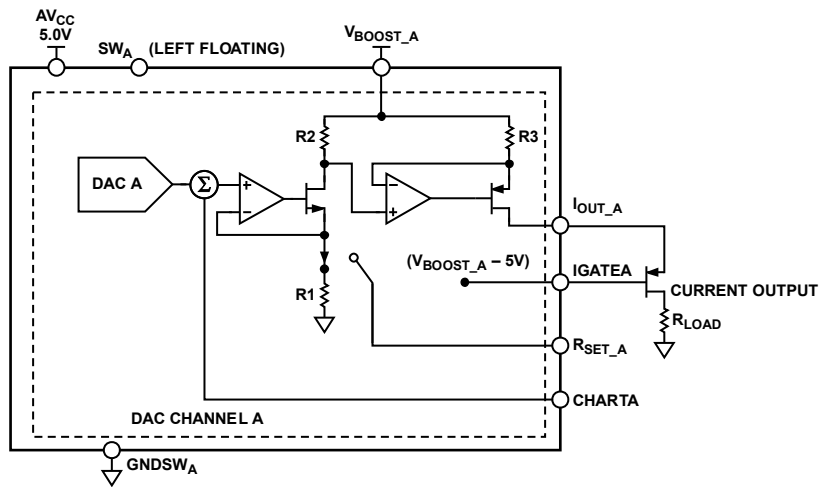 AVCC
5.0V
SWA (LEFT FLOATING)
VBOOST_A
R2
R3
DAC A
Σ
+
–
–
+
IOUT_A
(VBOOST_A – 5V)
IGATEA
CURRENT OUTPUT
R1
RLOAD
RSET_A
CHARTA
DAC CHANNEL A
GNDSWA